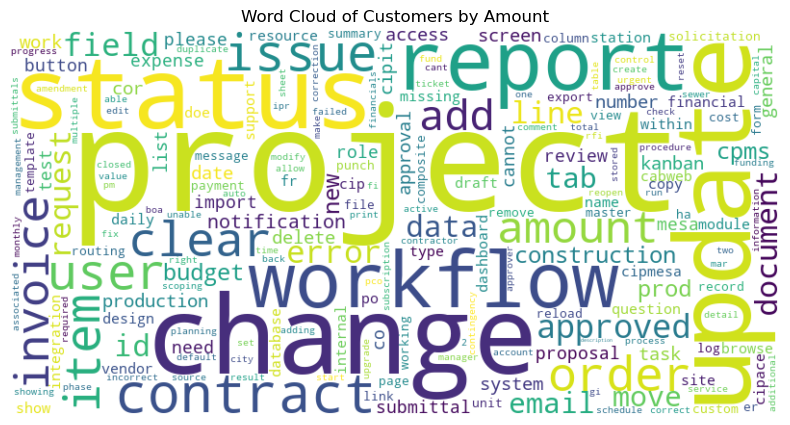 Word Cloud of Customers by Amount
progress
work
field
please
resource
summary
access
screen
column
station
solicitation
duplicate
issue
report
button
expense
cipit
fund
cant
control
create
urgent
reset
general
status
cor
missing
ticket
approve
table
capital
submittals
amendment
able
edit
doe
support
sheet
ipr
makes
correction
failed
financials
add
line
export
number
view
financial
check
within
cost
form
sewer
one
comment
total
rfi
management
template
multiple
test
list
project
update
request
message
closed
value
pm
date
modify
allow
role
punch
approval
composite
cannot
review
procedure
stored
kanban
cpms
funding
import
payment
auto
fr
cip
fi
new
file
print
draft
tab
copy
cabweb
run
reopen
name
monthly
invoice
daily
boa
unable
notification
data
active
remove
master
ha
mesa
module
information
document
fix
routing
clear
delete
time
back
right
scoping
error
contractor
type
dashboard
amount
construction
cipmesa
two
mar
associated
user
budget
subscription
workflow
pcs
production
po
approver
question
prod
record
required
integration
item
design
planning
adding
internal
co
working
contingency
reload
approved
detail
id
need
default
city
set
database
upgrade
change
manager
z
account
description
process
proposal
task
log
browse
cipace
additional
showing
vendor
phase
incorrect
source
result
start
link
page
system
order
site
service
show
contract
submittal
unit
email
gi
move
schedule
correct
custom
er